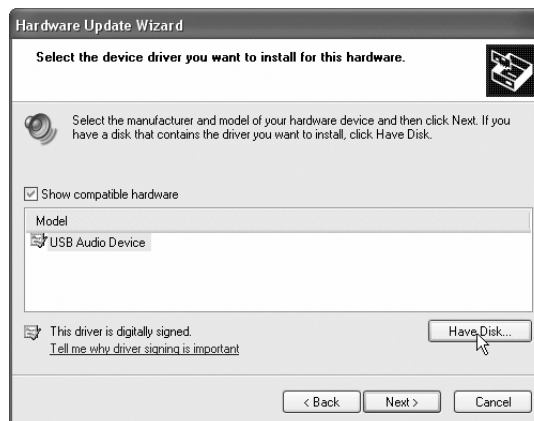 Hardware Update Wizard
Select the device driver you want to install for this hardware.
Select the manufacturer and model of your hardware device and then click Next. If you
have a disk that contains the driver you want to install, click Have Disk.
Show compatible hardware
Model
USB Audio Device
This driver is digitally signed.
Have Disk...
Tell me why driver signing is important
< Back
Next >
Cancel